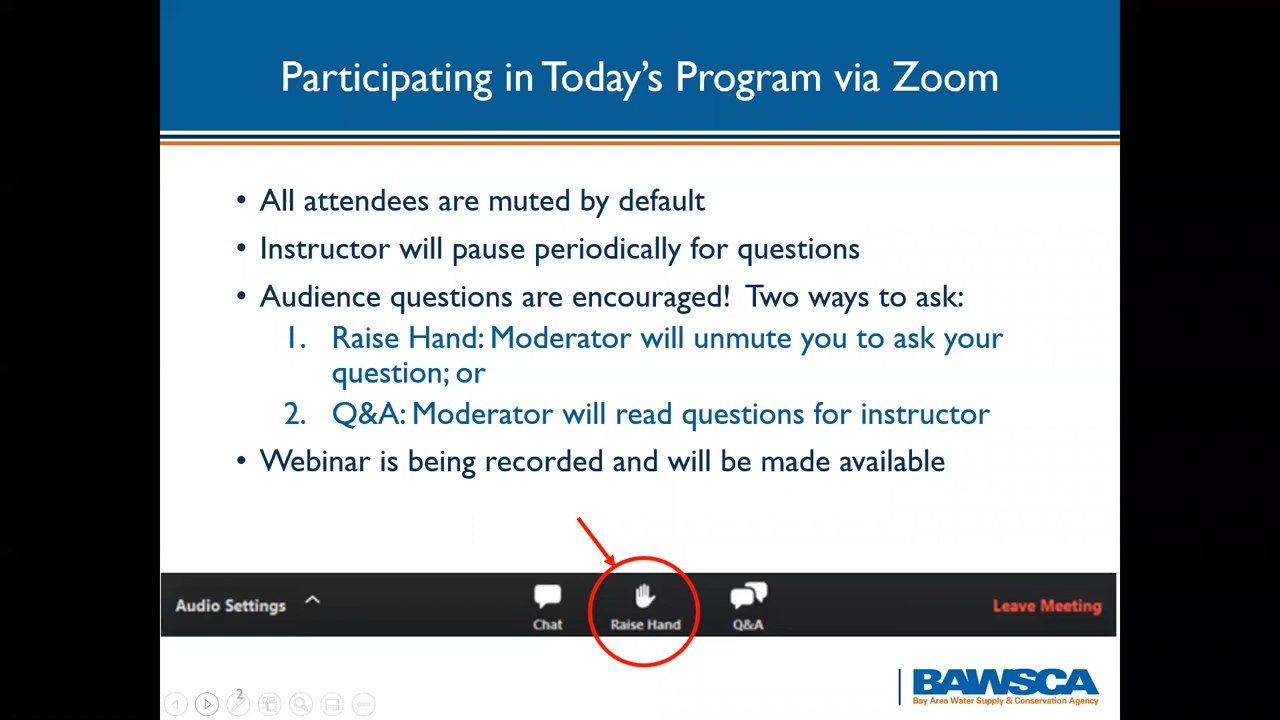 Participating in Today's Program via Zoom
• All attendees are muted by default
• Instructor will pause periodically for questions
• Audience questions are encouraged! Two ways to ask:
1. Raise Hand: Moderator will unmute you to ask your
question; or
2. Q&A: Moderator will read questions for instructor
• Webinar is being recorded and will be made available
Audio Settings
Chat
Raise Hand
Q&A
Leave Meeting
BAWSCA
Bay Area Water Supply & Conservation Agency
2